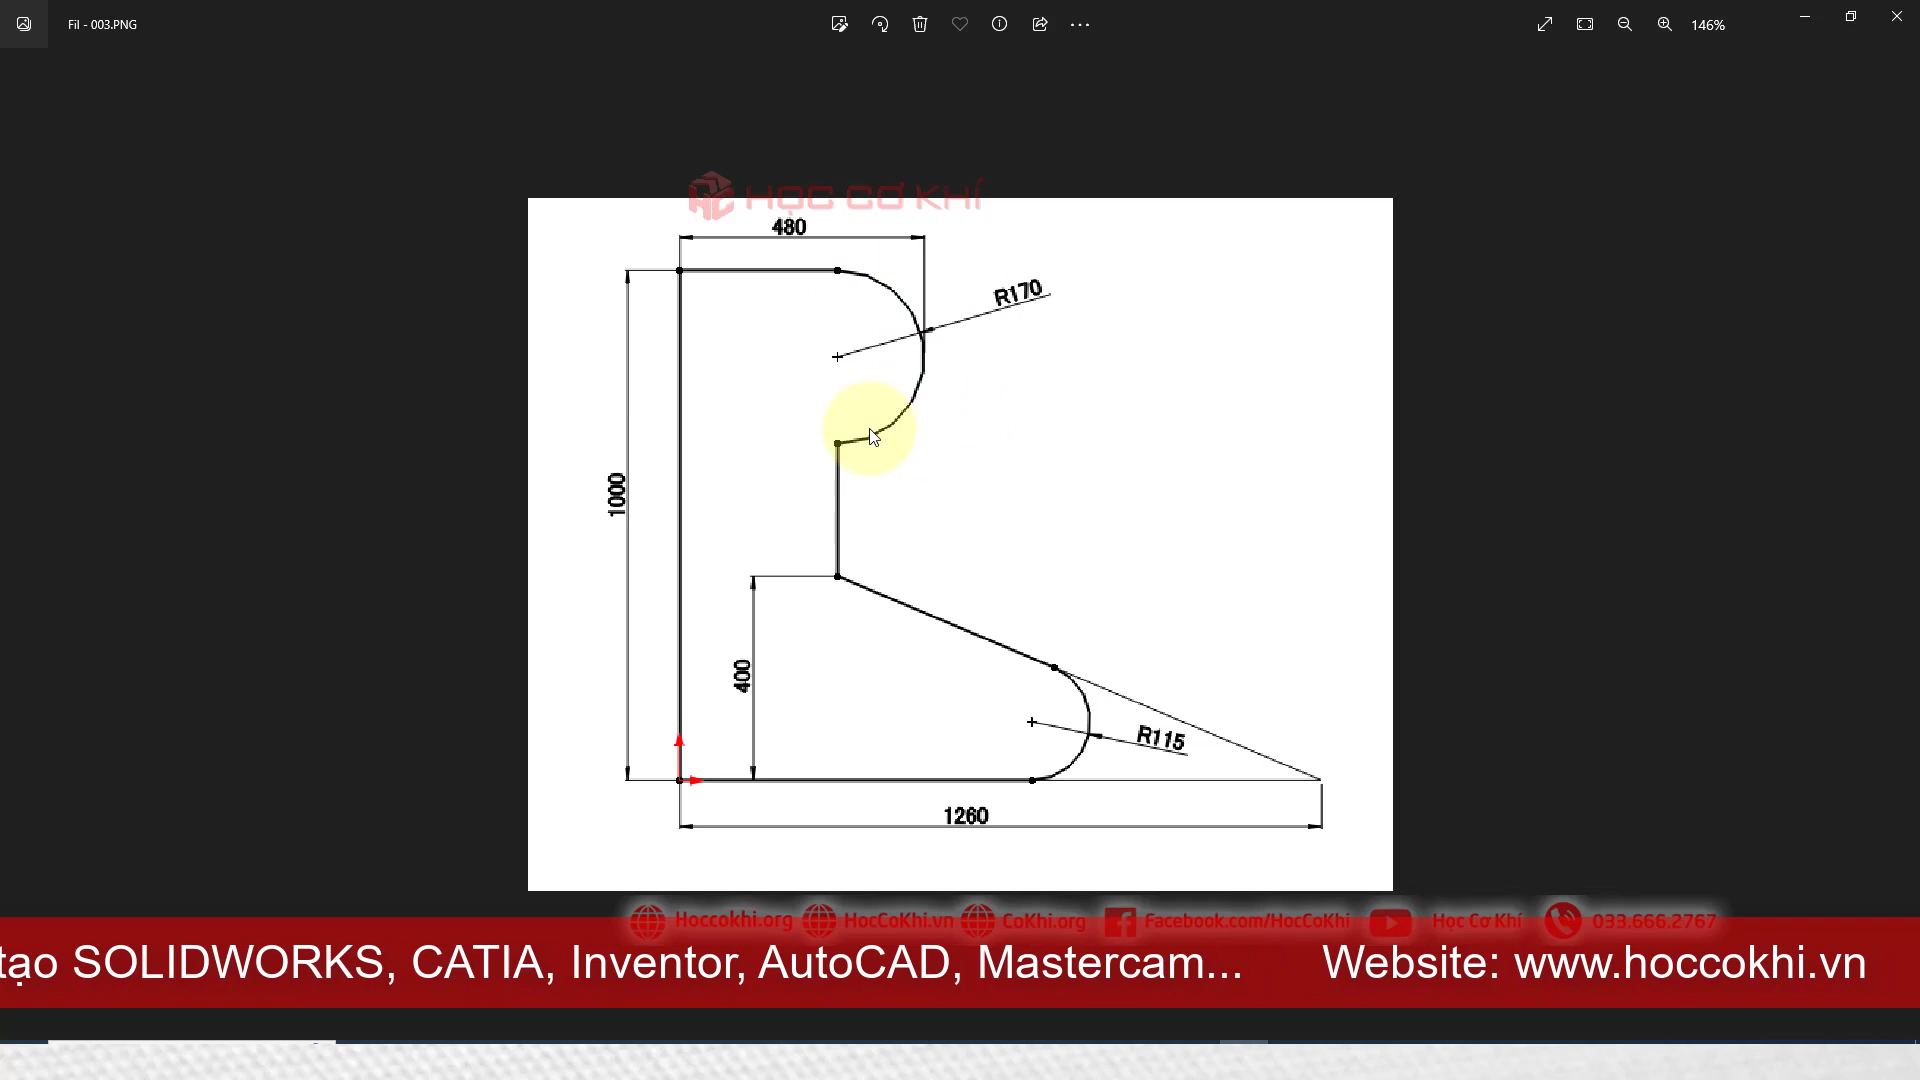 Fil - 003.PNG
146%
HỌC CƠ KHÍ
480
R170
1000
400
R115
1260
Hoccokhi.org HocCoKhi.vn CoKhi.org Facebook.com/HocCoKhi Học Cơ Khí 033.666.2767
tạo SOLIDWORKS, CATIA, Inventor, AutoCAD, Mastercam... Website: www.hoccokhi.vn